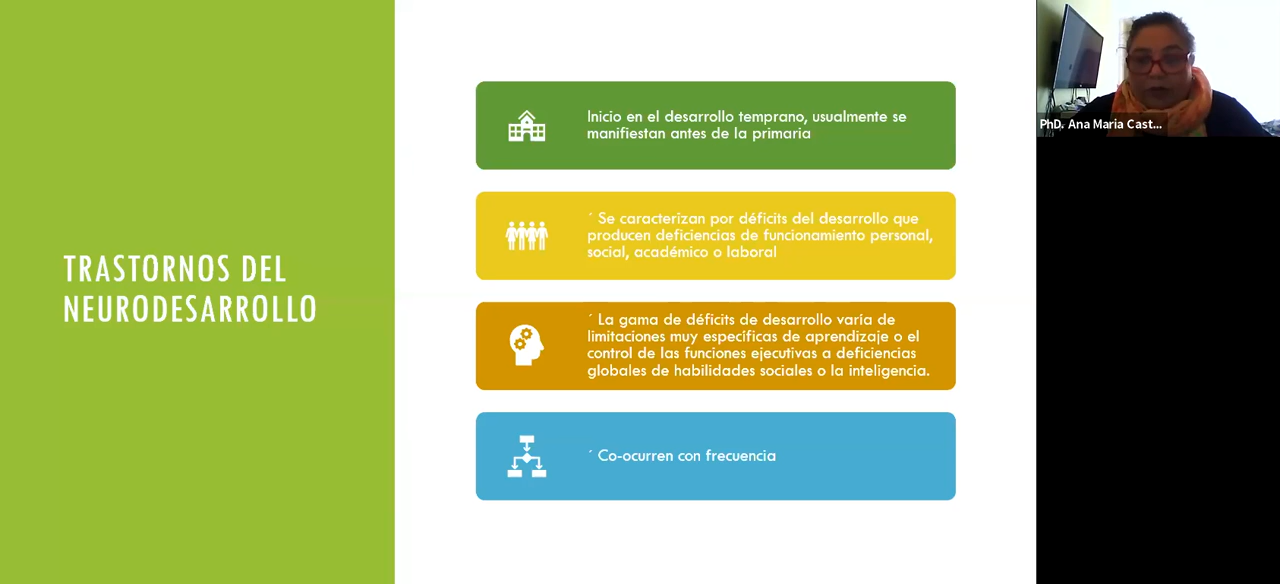 TRASTORNOS DEL
NEURODESARROLLO
Inicio en el desarrollo temprano, usualmente se
manifiestan antes de la primaria
´ Se caracterizan por déficits del desarrollo que
producen deficiencias de funcionamiento personal,
social, académico o laboral
´ La gama de déficits de desarrollo varía de
limitaciones muy específicas de aprendizaje o el
control de las funciones ejecutivas a deficiencias
globales de habilidades sociales o la inteligencia.
´ Co-ocurren con frecuencia
PhD. Ana Maria Cast...